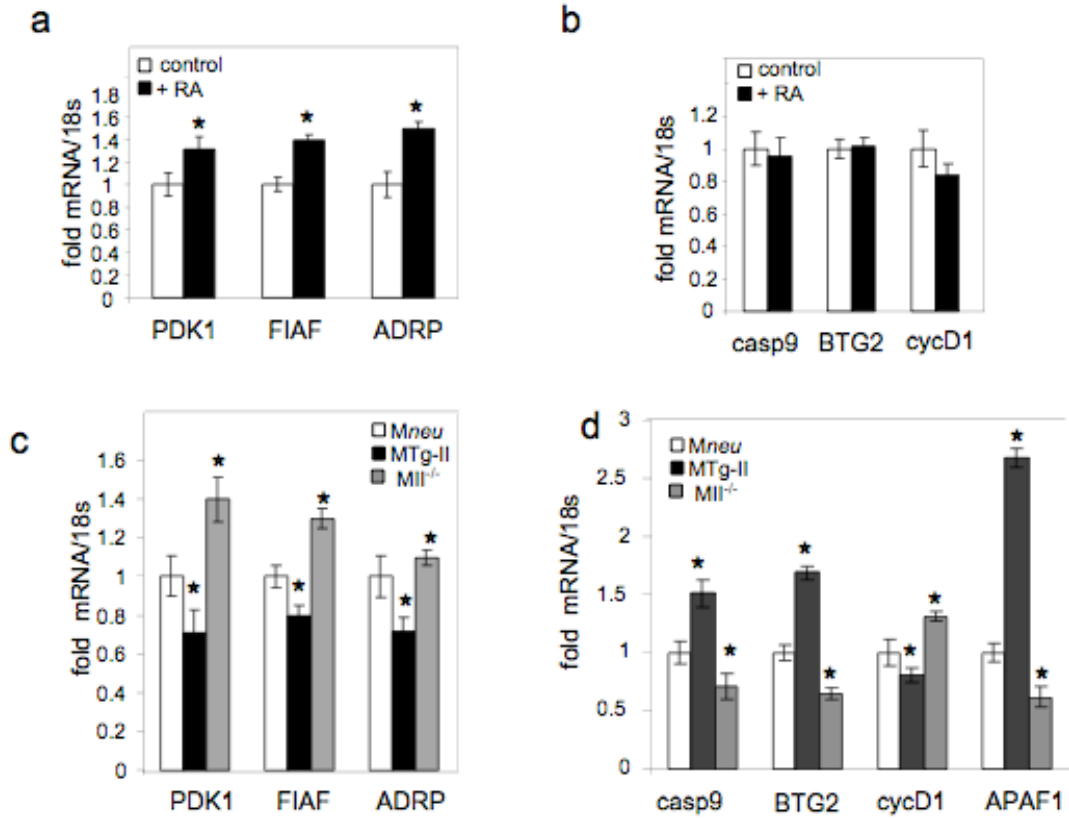 a
control
+ RA
fold mRNA/18s
1.8
1.6
1.4
1.2
1
0.8
0.6
0.4
0.2
0
PDK1 FIAF ADRP
b
control
+ RA
fold mRNA/18s
1.2
1
0.8
0.6
0.4
0.2
0
casp9 BTG2 cycD1
c
Mneu
MTg-II
MII-/-
fold mRNA/18s
1.6
1.4
1.2
1
0.8
0.6
0.4
0.2
0
PDK1 FIAF ADRP
d
Mneu
MTg-II
MII-/-
fold mRNA/18s
3
2.5
2
1.5
1
0.5
0
casp9 BTG2 cycD1 APAF1